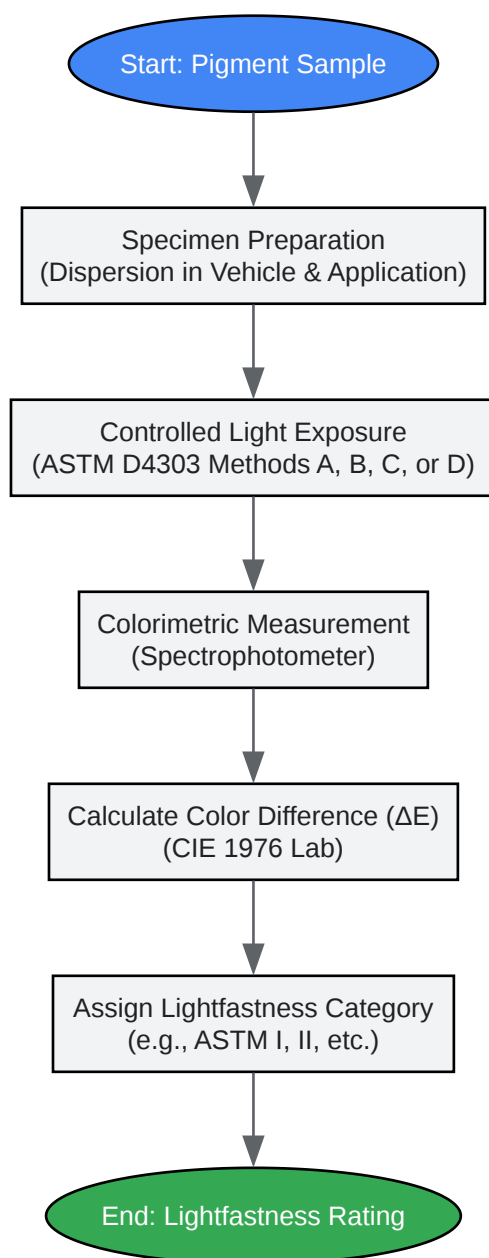 Start: Pigment Sample
Specimen Preparation
(Dispersion in Vehicle & Application)
Controlled Light Exposure
(ASTM D4303 Methods A, B, C, or D)
Colorimetric Measurement
(Spectrophotometer)
Calculate Color Difference (ΔE)
(CIE 1976 Lab)
Assign Lightfastness Category
(e.g., ASTM I, II, etc.)
End: Lightfastness Rating